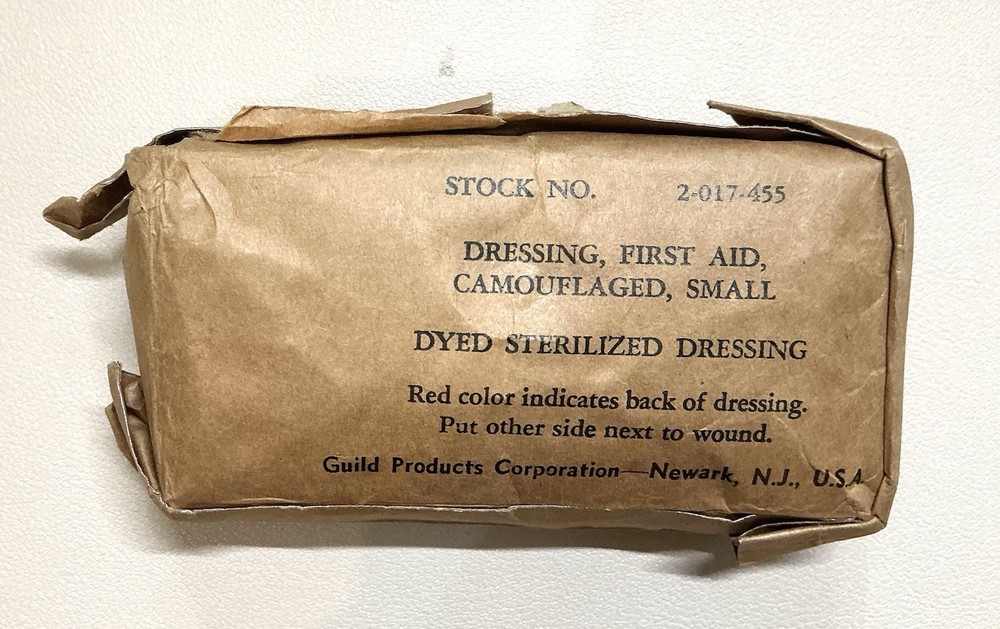 STOCK NO. 2-017-455
DRESSING, FIRST AID,
CAMOUFLAGED, SMALL
DYED STERILIZED DRESSING
Red color indicates back of dressing.
Put other side next to wound.
Guild Products Corporation—Newark, N.J., U.S.A.